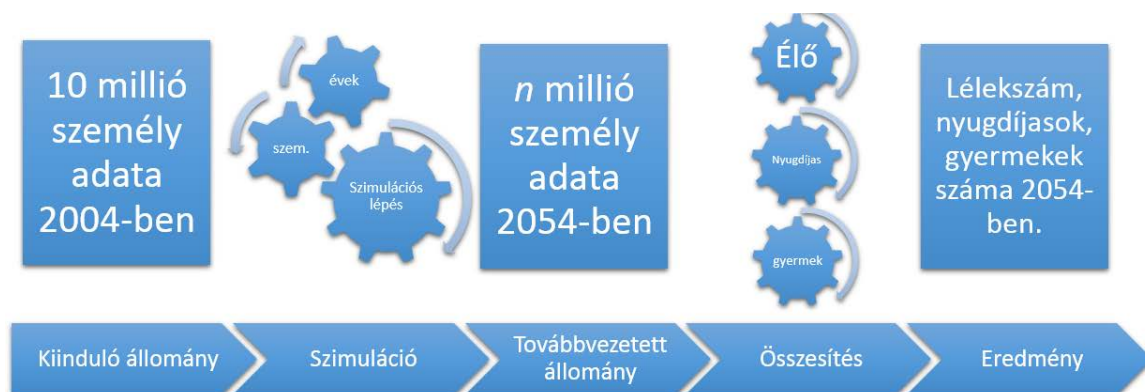 10 millió
személy
adata
2004-ben
évek
szem.
Szimulációs
lépés
n millió
személy
adata
2054-ben
Élő
Nyugdíjas
gyermek
Lélekszám,
nyugdíjasok,
gyermekek
száma 2054-
ben.
Kiinduló állomány
Szimuláció
Továbbvezetett
állomány
Összesítés
Eredmény